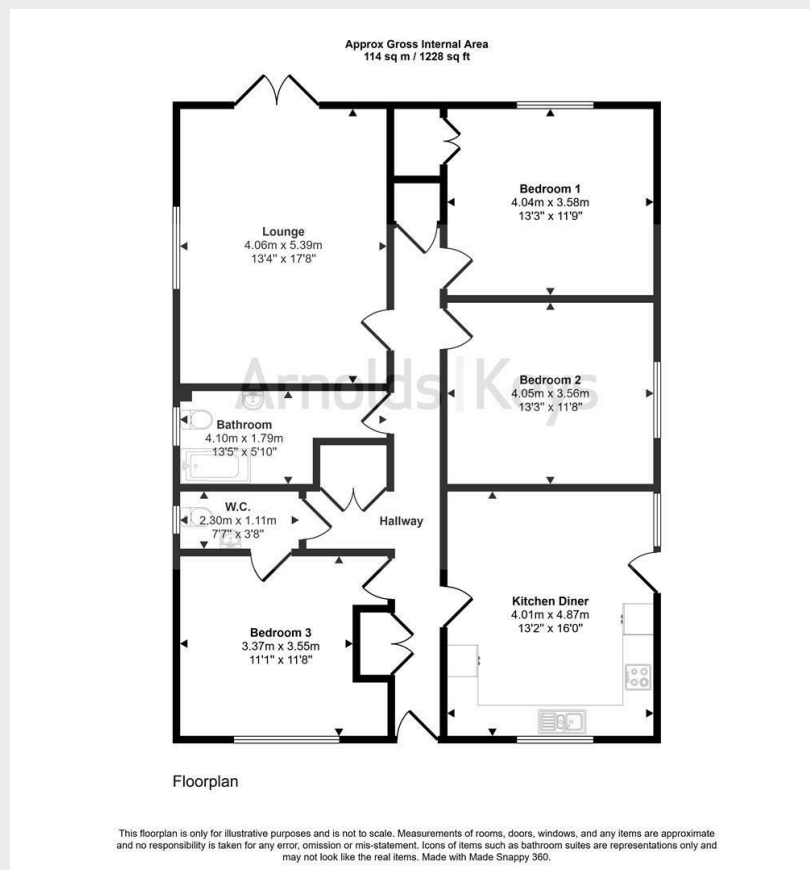 Approx Gross Internal Area
114 sq m / 1228 sq ft
Bedroom 1
4.04m x 3.58m
13'3" x 11'9"
Lounge
4.06m x 5.39m
13'4" x 17'8"
Arnolds|Keys
Bedroom 2
4.05m x 3.56m
13'3" x 11'8"
Bathroom
4.10m x 1.79m
13'5" x 5'10"
W.C.
2.30m x 1.11m
7'7" x 3'8"
Hallway
Kitchen Diner
4.01m x 4.87m
13'2" x 16'0"
Bedroom 3
3.37m x 3.55m
11'1" x 11'8"
Floorplan
This floorplan is only for illustrative purposes and is not to scale. Measurements of rooms, doors, windows, and any items are approximate
and no responsibility is taken for any error, omission or mis-statement. Icons of items such as bathroom suites are representations only and
may not look like the real items. Made with Made Snappy 360.